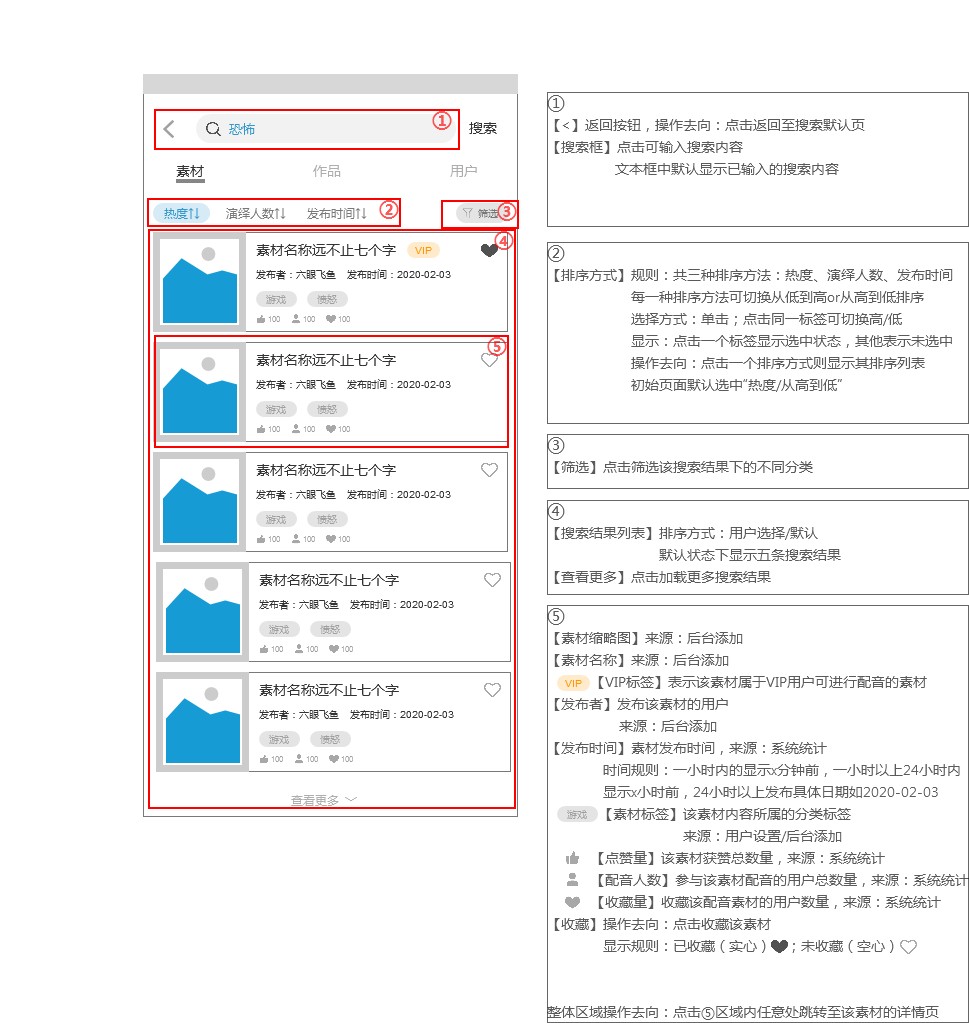 恐怖
①
搜索
素材
作品
用户
热度
演绎人数
发布时间
②
筛选
③
④
素材名称远不止七个字 VIP
发布者：六眼飞鱼 发布时间：2020-02-03
游戏 愤怒
100 100 100
⑤
素材名称远不止七个字
发布者：六眼飞鱼 发布时间：2020-02-03
游戏 愤怒
100 100 100
素材名称远不止七个字
发布者：六眼飞鱼 发布时间：2020-02-03
游戏 愤怒
100 100 100
素材名称远不止七个字
发布者：六眼飞鱼 发布时间：2020-02-03
游戏 愤怒
100 100 100
素材名称远不止七个字
发布者：六眼飞鱼 发布时间：2020-02-03
游戏 愤怒
100 100 100
查看更多
①
【<】返回按钮，操作去向：点击返回至搜索默认页
【搜索框】点击可输入搜索内容
文本框中默认显示已输入的搜索内容
②
【排序方式】规则：共三种排序方法：热度、演绎人数、发布时间
每一种排序方法可切换从低到高or从高到低排序
选择方式：单击；点击同一标签可切换高/低
显示：点击一个标签显示选中状态，其他表示未选中
操作去向：点击一个排序方式则显示其排序列表
初始页面默认选中"热度/从高到低"
③
【筛选】点击筛选该搜索结果下的不同分类
④
【搜索结果列表】排序方式：用户选择/默认
默认状态下显示五条搜索结果
【查看更多】点击加载更多搜索结果
⑤
【素材缩略图】来源：后台添加
【素材名称】来源：后台添加
VIP 【VIP标签】表示该素材属于VIP用户可进行配音的素材
【发布者】发布该素材的用户
来源：后台添加
【发布时间】素材发布时间，来源：系统统计
时间规则：一小时内的显示x分钟前，一小时以上24小时内
显示x小时前，24小时以上发布具体日期如2020-02-03
游戏 【素材标签】该素材内容所属的分类标签
来源：用户设置/后台添加
【点赞量】该素材获赞总数量，来源：系统统计
【配音人数】参与该素材配音的用户总数量，来源：系统统计
【收藏量】收藏该配音素材的用户数量，来源：系统统计
【收藏】操作去向：点击收藏该素材
显示规则：已收藏（实心）；未收藏（空心）
整体区域操作去向：点击⑤区域内任意处跳转至该素材的详情页